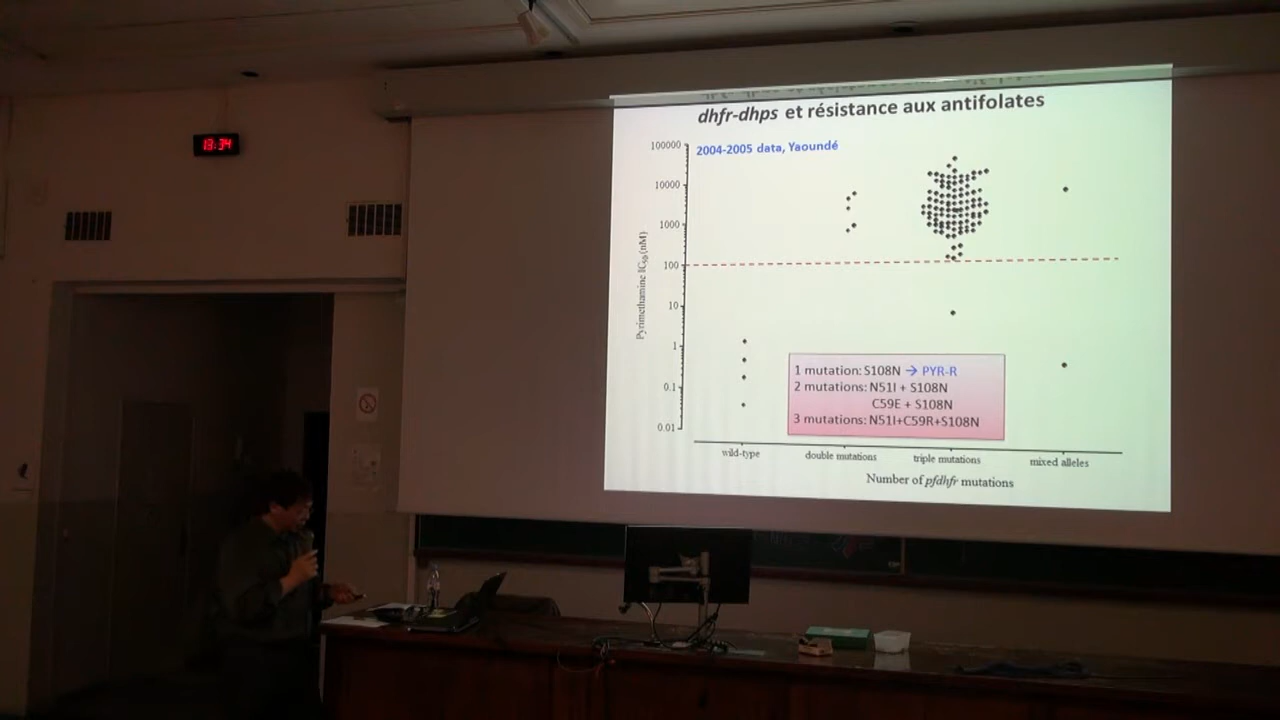 13:34
dhfr-dhps et résistance aux antifolates
2004-2005 data, Yaoundé
100000
10000
1000
100
10
1
0.1
0.01
Pyrimethamine IC50 (nM)
1 mutation: S108N → PYR-R
2 mutations: N51I + S108N
C59E + S108N
3 mutations: N51I+C59R+S108N
wild-type
double mutations
triple mutations
mixed alleles
Number of pfdhfr mutations